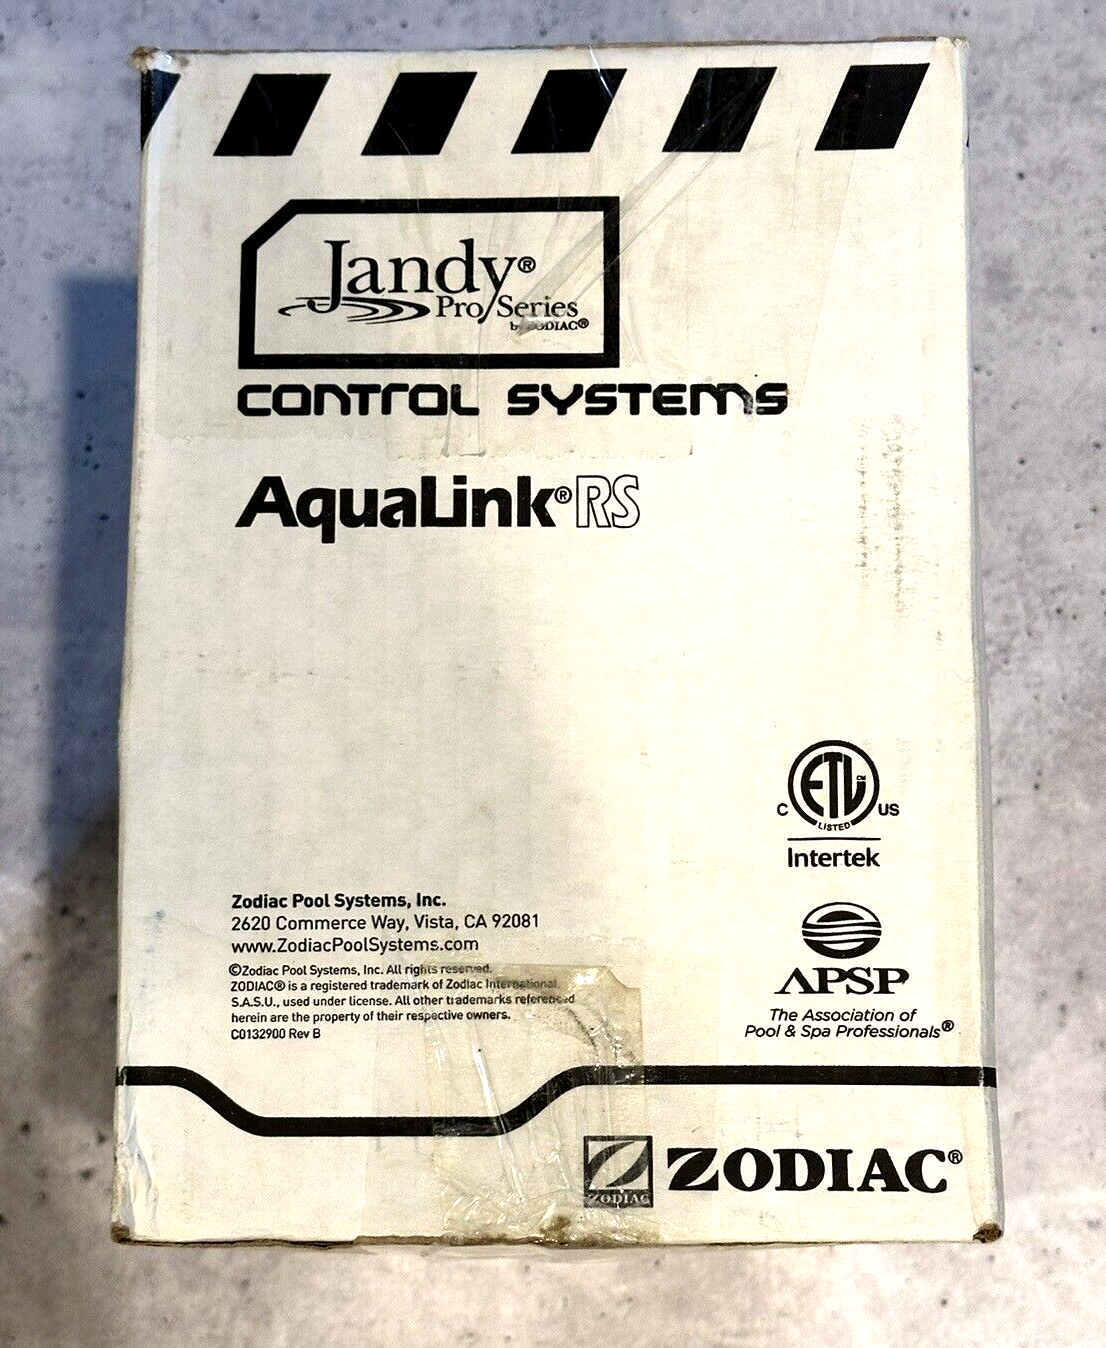 Jandy®
Pro Series
by ZODIAC®
CONTROL SYSTEMS
AquaLink® RS
ETL CM
C US
LISTED
Intertek
Zodiac Pool Systems, Inc.
2620 Commerce Way, Vista, CA 92081
www.ZodiacPoolSystems.com
©Zodiac Pool Systems, Inc. All rights reserved.
ZODIAC® is a registered trademark of Zodiac International
S.A.S.U., used under license. All other trademarks referenced
herein are the property of their respective owners.
C0132900 Rev B
APSP
The Association of
Pool & Spa Professionals®
ZODIAC
ZODIAC®